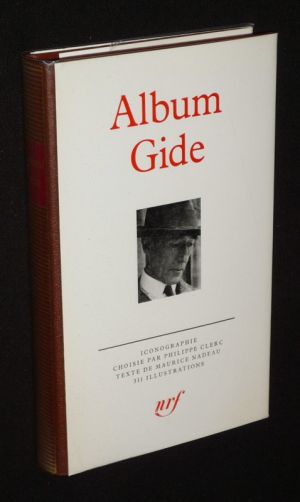 Album
Gide
ICONOGRAPHIE
CHOISIE PAR PHILIPPE CLERC
TEXTE DE MAURICE NADEAU
311 ILLUSTRATIONS
nrf